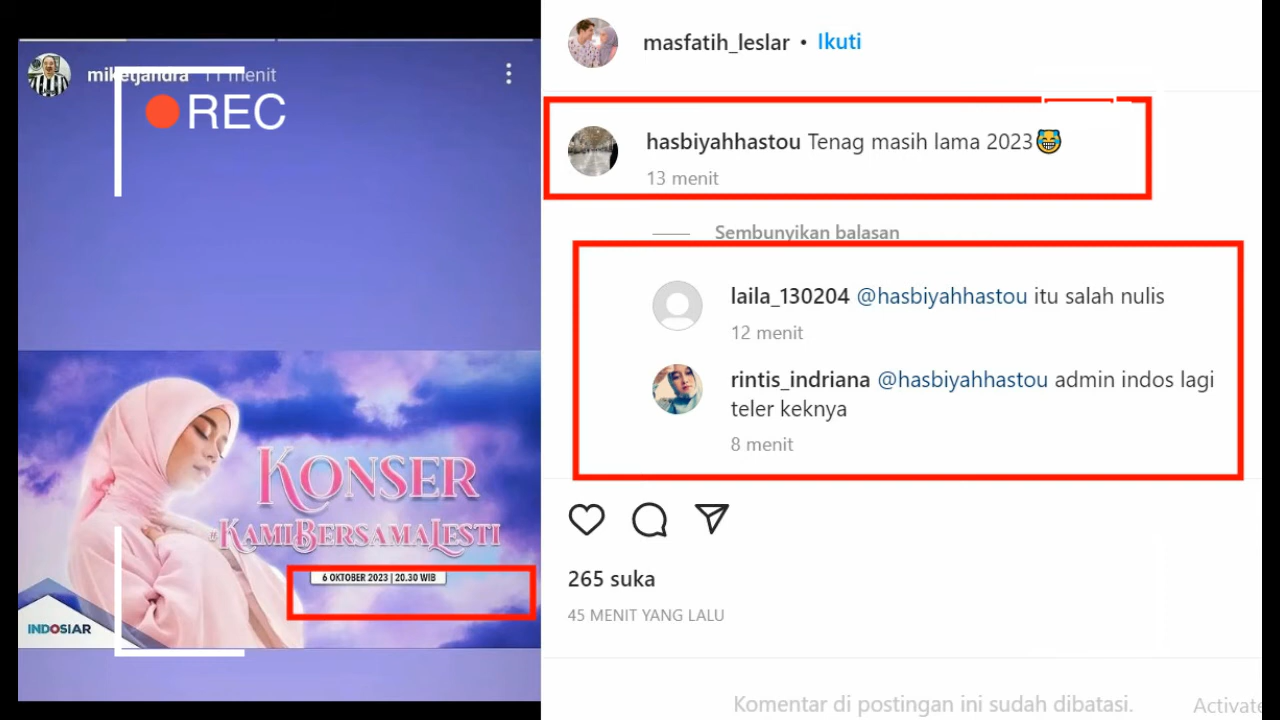 miketjandra 11 menit
REC
KONSER
#KAMIBERSAMALESTI
6 OKTOBER 2023 | 20.30 WIB
INDOSIAR
masfatih_leslar • Ikuti
hasbiyahhastou Tenag masih lama 2023😹
13 menit
Sembunyikan balasan
laila_130204 @hasbiyahhastou itu salah nulis
12 menit
rintis_indriana @hasbiyahhastou admin indos lagi
teler keknya
8 menit
265 suka
45 MENIT YANG LALU
Komentar di postingan ini sudah dibatasi.
Activate